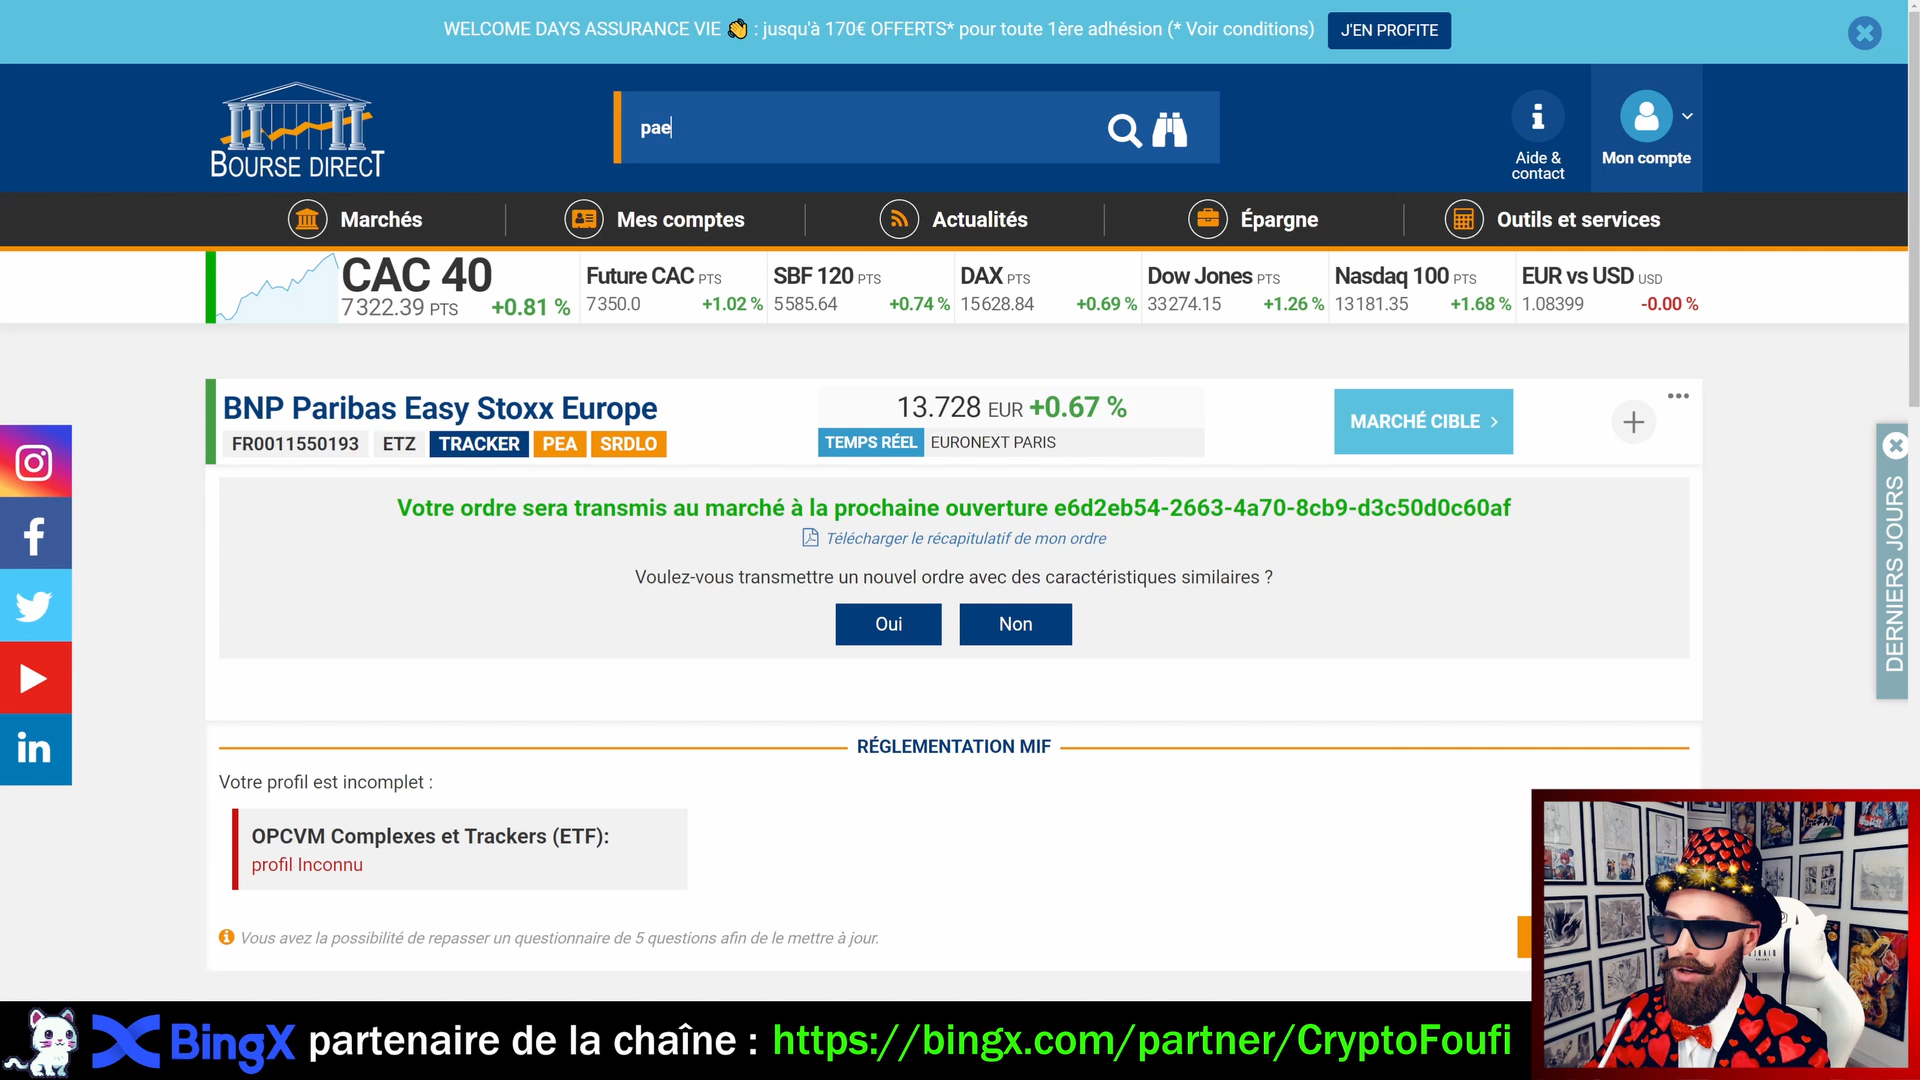 WELCOME DAYS ASSURANCE VIE 👋 : jusqu'à 170€ OFFERTS* pour toute 1ère adhésion (* Voir conditions)
J'EN PROFITE
BOURSE DIRECT
pae
Aide & contact
Mon compte
Marchés
Mes comptes
Actualités
Épargne
Outils et services
CAC 40
7322.39 PTS +0.81 %
Future CAC PTS
7350.0 +1.02 %
SBF 120 PTS
5585.64 +0.74 %
DAX PTS
15628.84 +0.69 %
Dow Jones PTS
33274.15 +1.26 %
Nasdaq 100 PTS
13181.35 +1.68 %
EUR vs USD USD
1.08399 -0.00 %
BNP Paribas Easy Stoxx Europe
FR0011550193 ETZ TRACKER PEA SRDLO
13.728 EUR +0.67 %
TEMPS RÉEL EURONEXT PARIS
MARCHÉ CIBLE
DERNIERS JOURS
Votre ordre sera transmis au marché à la prochaine ouverture e6d2eb54-2663-4a70-8cb9-d3c50d0c60af
Télécharger le récapitulatif de mon ordre
Voulez-vous transmettre un nouvel ordre avec des caractéristiques similaires ?
Oui
Non
RÉGLEMENTATION MIF
Votre profil est incomplet :
OPCVM Complexes et Trackers (ETF):
profil Inconnu
Vous avez la possibilité de repasser un questionnaire de 5 questions afin de le mettre à jour.
BingX partenaire de la chaîne : https://bingx.com/partner/CryptoFoufi